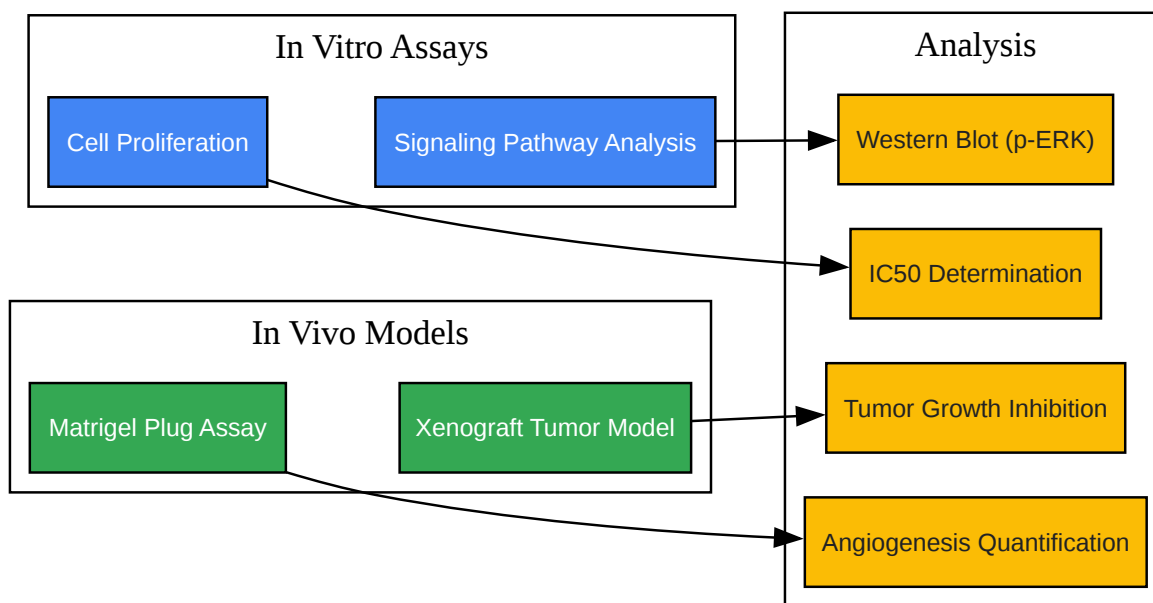 In Vitro Assays
Cell Proliferation
Signaling Pathway Analysis
In Vivo Models
Matrigel Plug Assay
Xenograft Tumor Model
Analysis
Western Blot (p-ERK)
IC50 Determination
Tumor Growth Inhibition
Angiogenesis Quantification